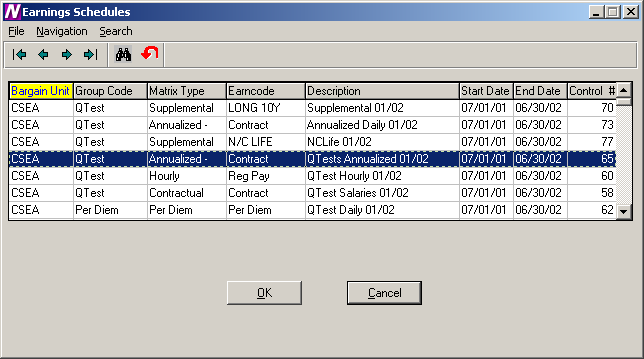 N Earnings Schedules
File Navigation Search
Bargain Unit Group Code Matrix Type Earncode Description Start Date End Date Control #
CSEA QTest Supplemental LONG 10Y Supplemental 01/02 07/01/01 06/30/02 70
CSEA QTest Annualized - Contract Annualized Daily 01/02 07/01/01 06/30/02 73
CSEA QTest Supplemental N/C LIFE NCLife 01/02 07/01/01 06/30/02 77
CSEA QTest Annualized - Contract QTests Annualized 01/02 07/01/01 06/30/02 65
CSEA QTest Hourly Reg Pay QTest Hourly 01/02 07/01/01 06/30/02 60
CSEA QTest Contractual Contract QTest Salaries 01/02 07/01/01 06/30/02 58
CSEA Per Diem Per Diem Per Diem QTest Daily 01/02 07/01/01 06/30/02 62
OK Cancel